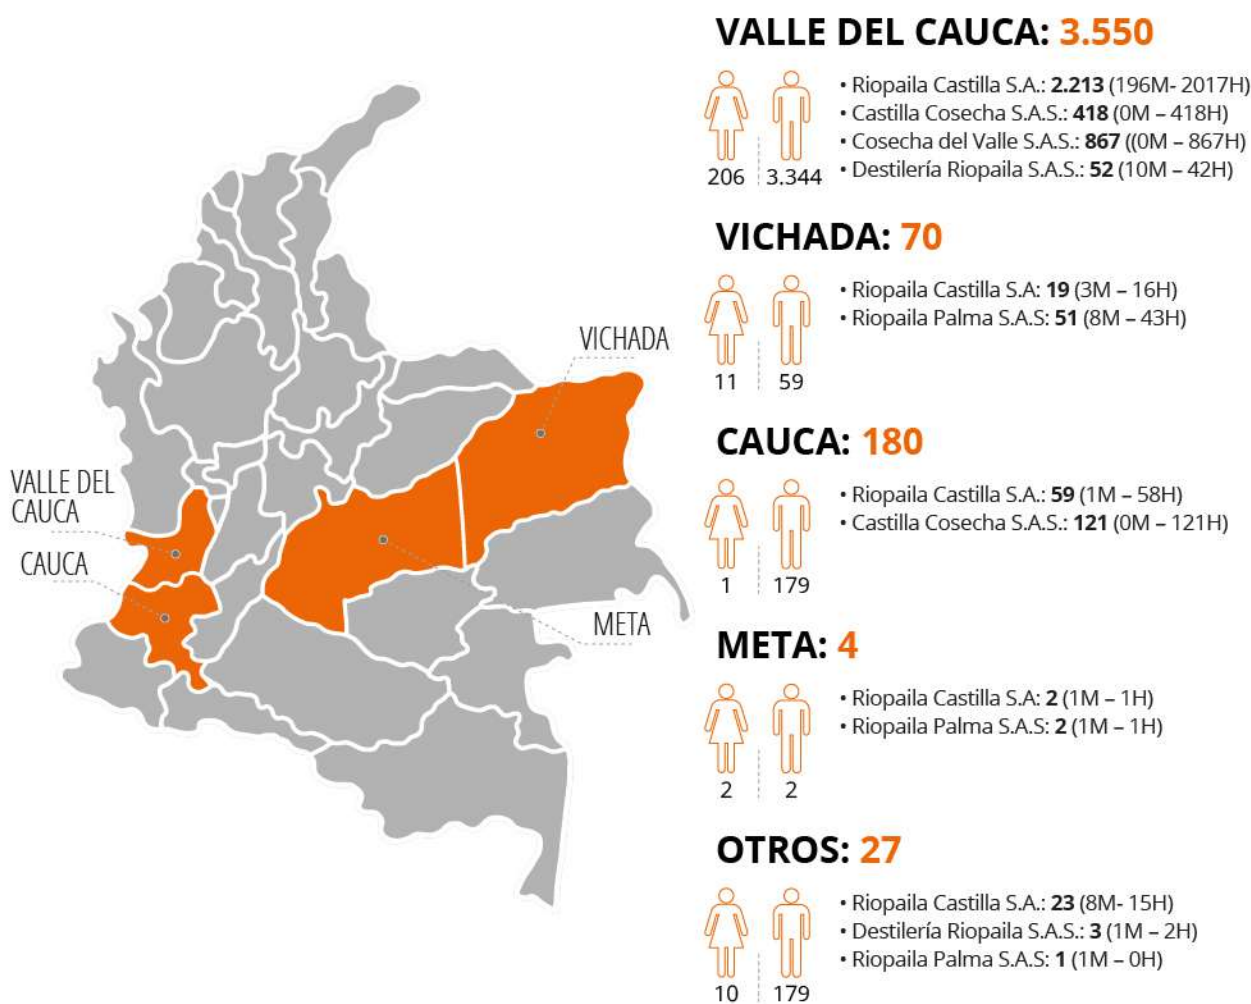 VALLE DEL CAUCA: 3.550
• Riopaila Castilla S.A.: 2.213 (196M- 2017H)
• Castilla Cosecha S.A.S.: 418 (0M – 418H)
• Cosecha del Valle S.A.S.: 867 ((0M – 867H)
• Destilería Riopaila S.A.S.: 52 (10M – 42H)
206 3.344
VICHADA: 70
• Riopaila Castilla S.A: 19 (3M – 16H)
• Riopaila Palma S.A.S: 51 (8M – 43H)
11 59
CAUCA: 180
• Riopaila Castilla S.A.: 59 (1M – 58H)
• Castilla Cosecha S.A.S.: 121 (0M – 121H)
1 179
META: 4
• Riopaila Castilla S.A: 2 (1M – 1H)
• Riopaila Palma S.A.S: 2 (1M – 1H)
2 2
OTROS: 27
• Riopaila Castilla S.A.: 23 (8M- 15H)
• Destilería Riopaila S.A.S.: 3 (1M – 2H)
• Riopaila Palma S.A.S: 1 (1M – 0H)
10 179
VICHADA
VALLE DEL
CAUCA
CAUCA
META